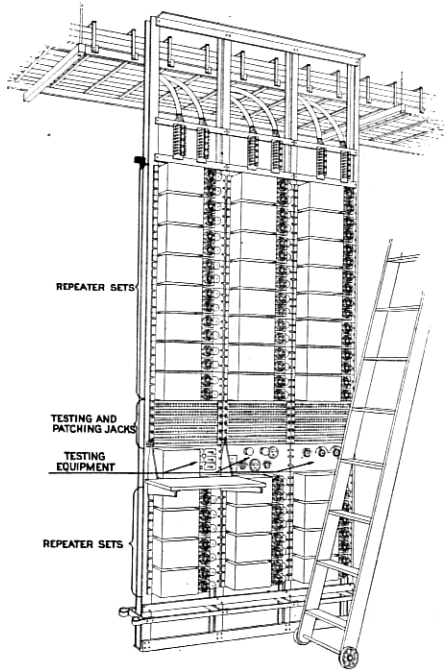 REPEATER SETS
TESTING AND
PATCHING JACKS
TESTING
EQUIPMENT
REPEATER SETS